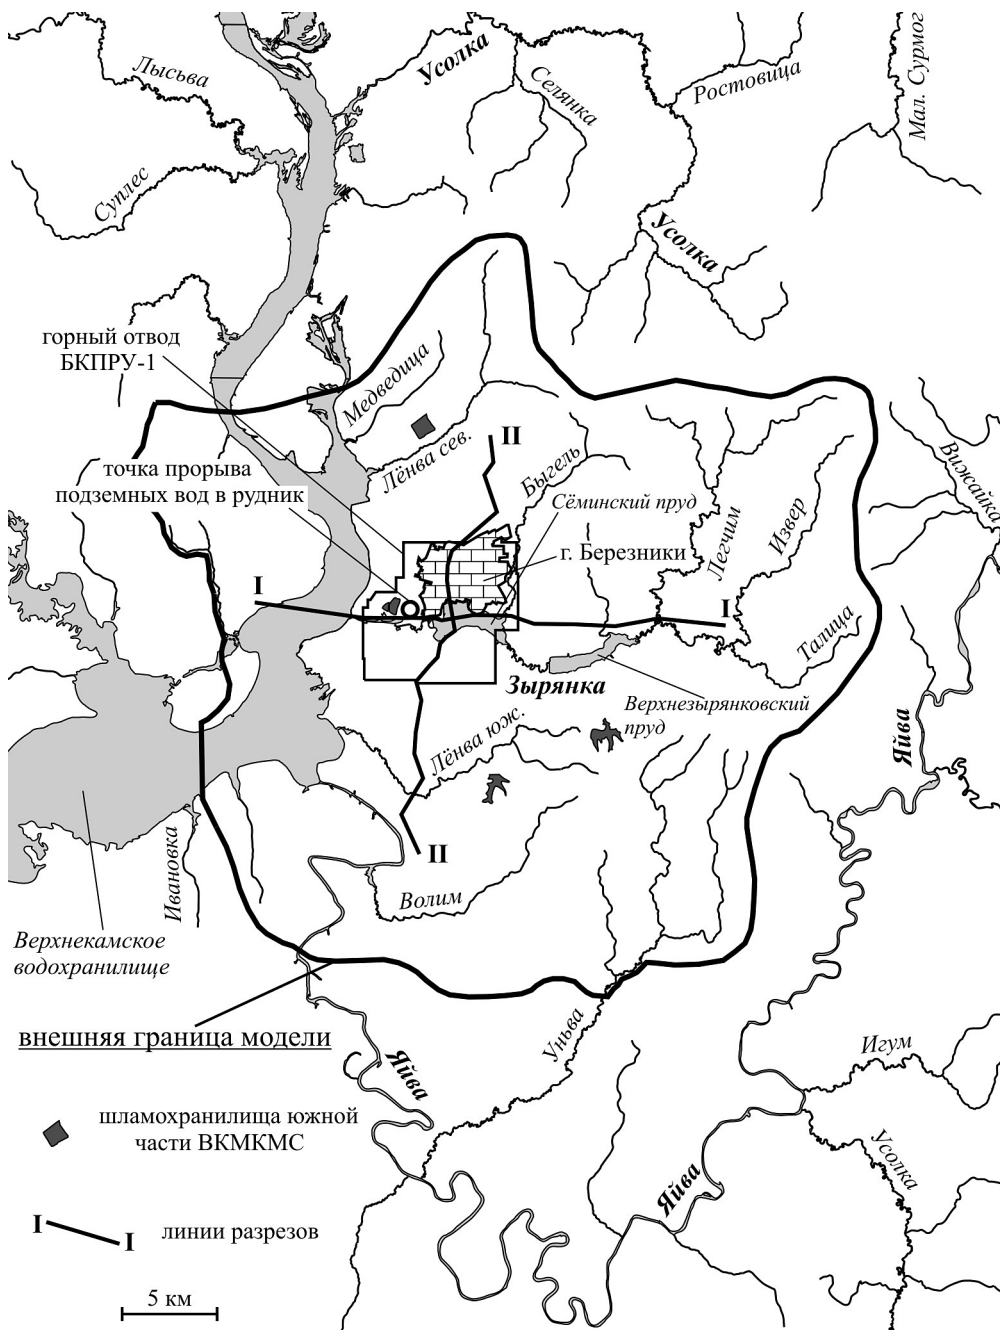 Усолка
Лысьва
Селянка
Ростовица
Мал. Сурмог
Суплес
Усолка
горный отвод
БКПРУ-1
Медведица
Лёнва сев.
II
Быгель
Вижайка
точка прорыва
подземных вод в рудник
Сёминский пруд
г. Березники
Легчим
Извер
I
I
Талица
Зырянка
Верхнезырянковский
пруд
Яйва
Лёнва юж.
II
Ивановка
Волим
Верхнекамское
водохранилище
внешняя граница модели
Уньва
Игум
Яйва
шламохранилища южной
части ВКМКМС
Усолка
Яйва
I
I
линии разрезов
5 км